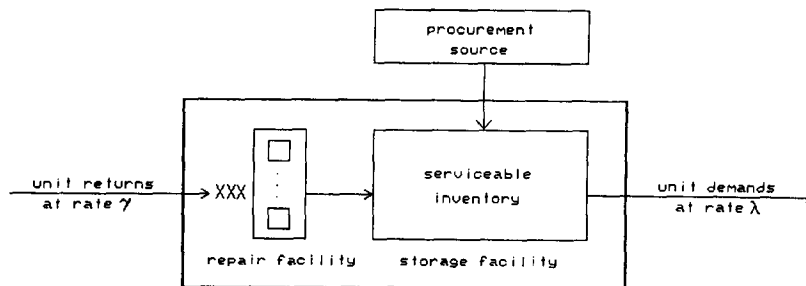 procurement
source
unit returns
at rate γ
XXX
serviceable
inventory
unit demands
at rate λ
repair facility
storage facility